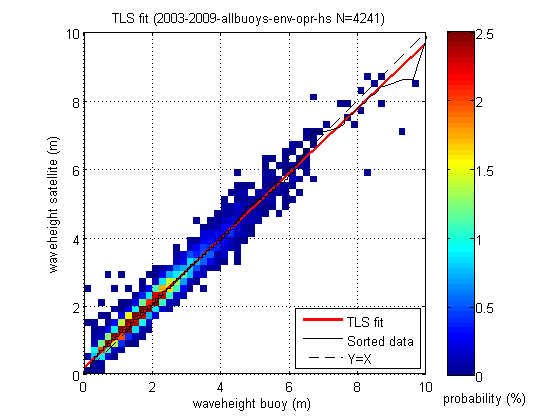 TLS fit (2003-2009-allbuoys-env-opr-hs N=4241)
10
8
6
4
2
0
waveheight satellite (m)
0 2 4 6 8 10
waveheight buoy (m)
TLS fit
Sorted data
Y=X
2.5
2
1.5
1
0.5
0
probability (%)